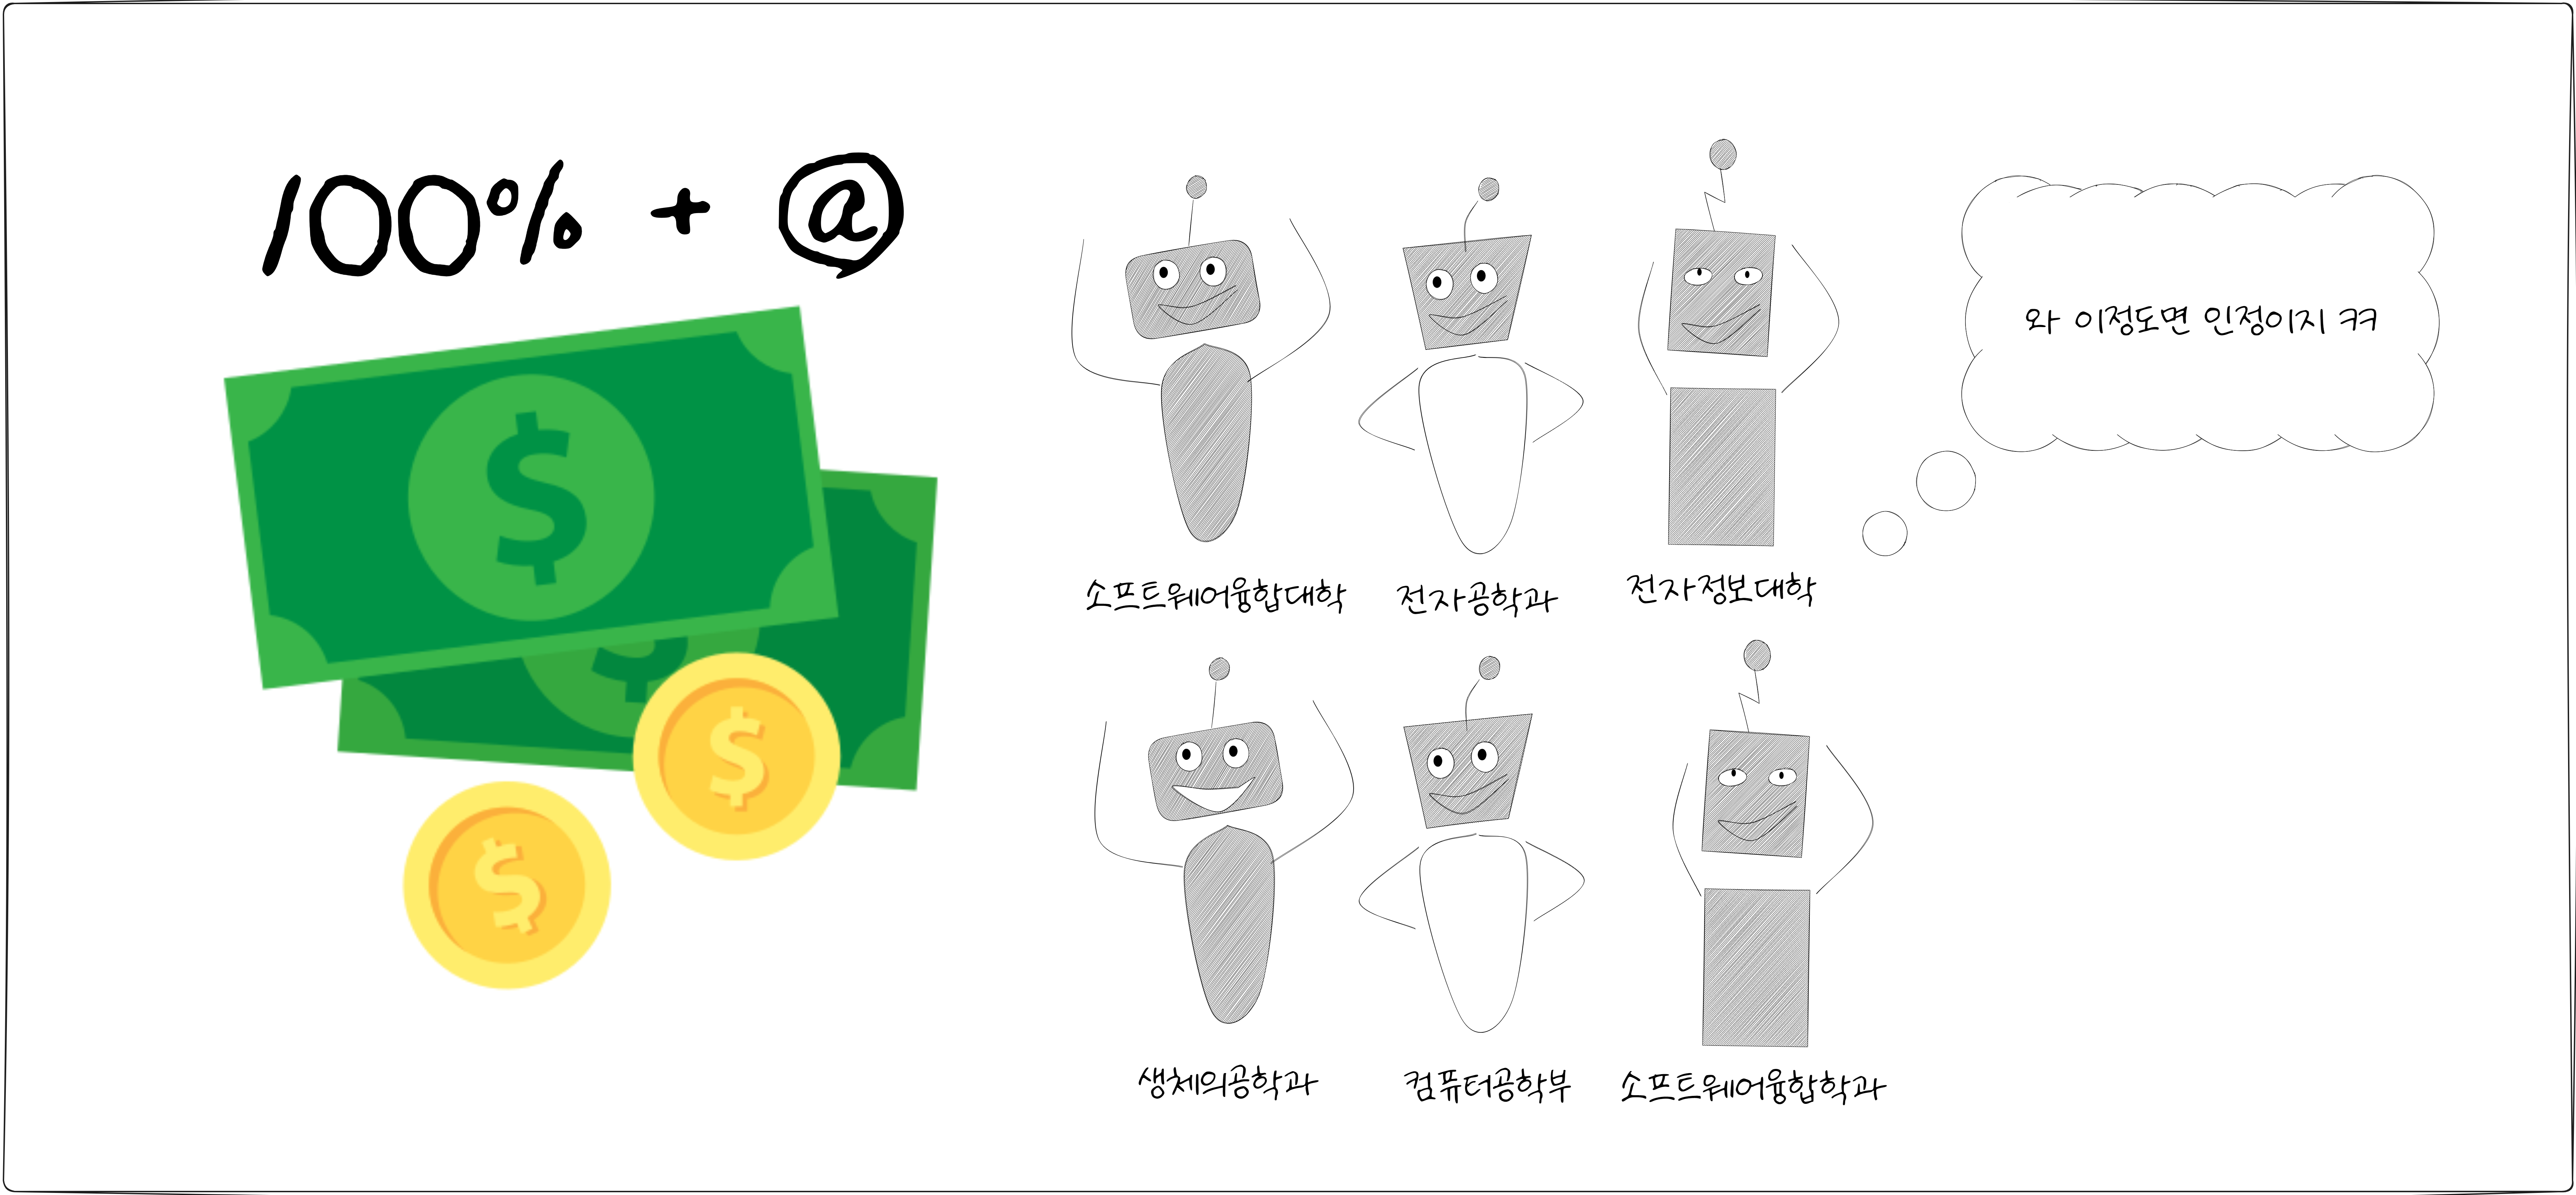 100% + @
$
$
$
$
와 이정도면 인정이지 ㅋㅋ
소프트웨어융합대학 전자공학과 전자정보대학
생체의공학과 컴퓨터공학부 소프트웨어융합학과